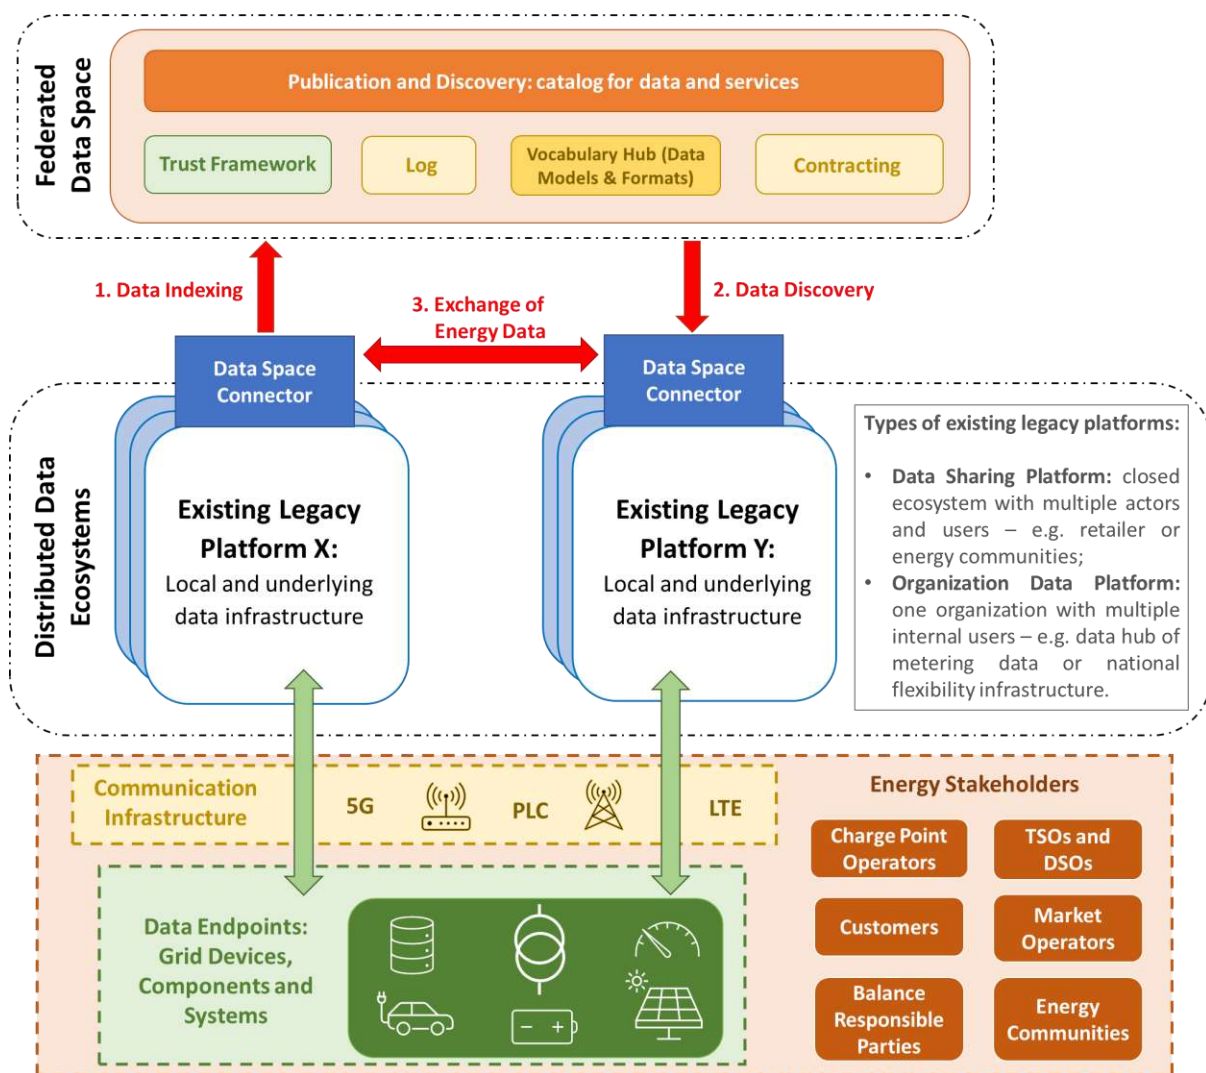 Federated
Data Space
Publication and Discovery: catalog for data and services
Trust Framework
Log
Vocabulary Hub (Data
Models & Formats)
Contracting
1. Data Indexing
3. Exchange of
Energy Data
2. Data Discovery
Data Space
Connector
Data Space
Connector
Distributed Data
Ecosystems
Existing Legacy
Platform X:
Local and underlying
data infrastructure
Existing Legacy
Platform Y:
Local and underlying
data infrastructure
Types of existing legacy platforms:
• Data Sharing Platform: closed
ecosystem with multiple actors
and users – e.g. retailer or
energy communities;
• Organization Data Platform:
one organization with multiple
internal users – e.g. data hub of
metering data or national
flexibility infrastructure.
Communication
Infrastructure
5G
PLC
LTE
Data Endpoints:
Grid Devices,
Components and
Systems
Energy Stakeholders
Charge Point
Operators
TSOs and
DSOs
Customers
Market
Operators
Balance
Responsible
Parties
Energy
Communities